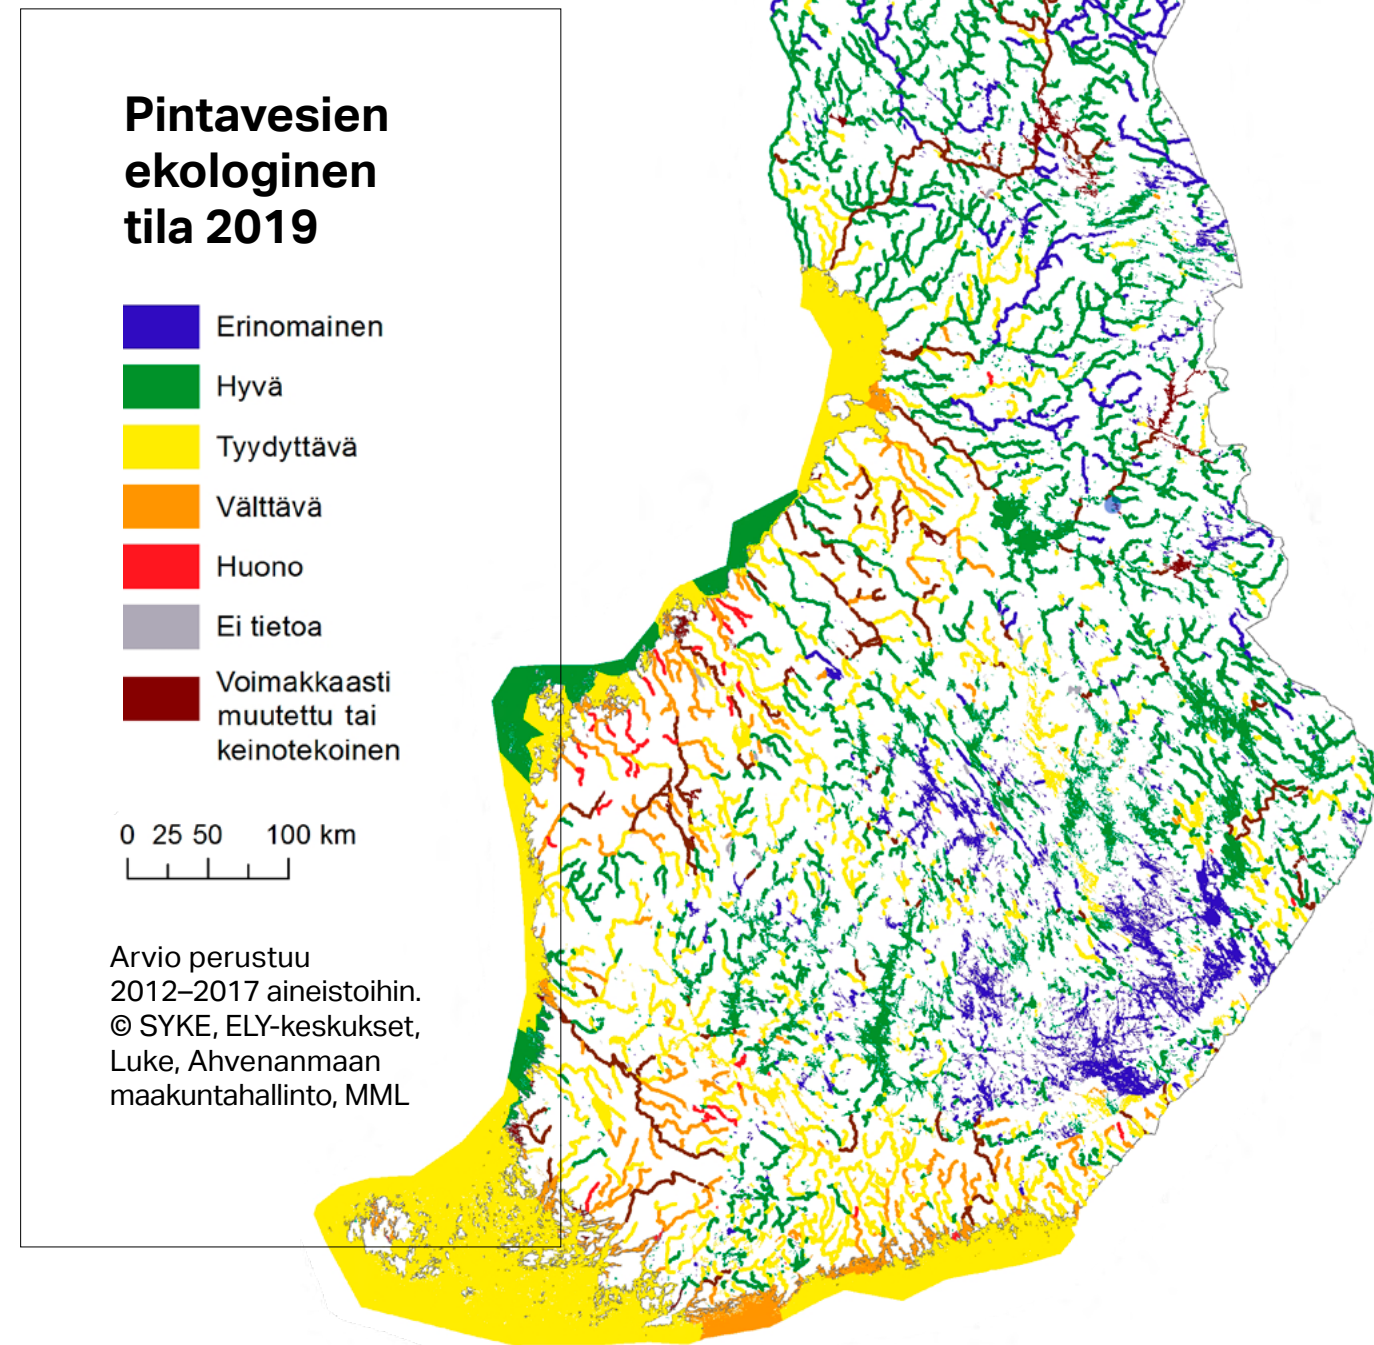 Pintavesien
ekologinen
tila 2019
Erinomainen
Hyvä
Tyydyttävä
Välttävä
Huono
Ei tietoa
Voimakkaasti
muutettu tai
keinotekoinen
0 25 50 100 km
Arvio perustuu
2012–2017 aineistoihin.
© SYKE, ELY-keskukset,
Luke, Ahvenanmaan
maakuntahallinto, MML